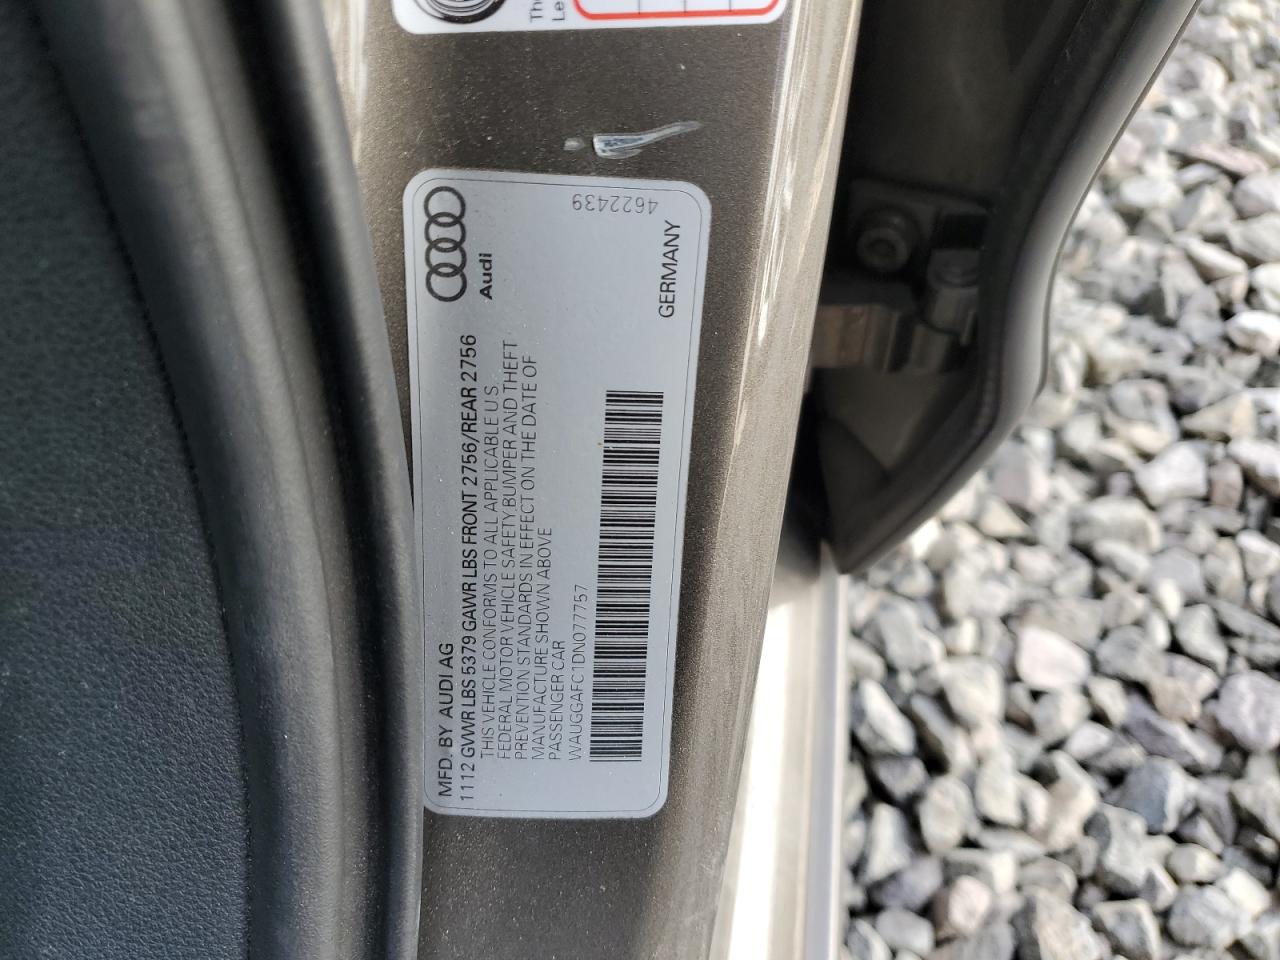 Th
Le
MFD. BY AUDI AG
1112 GVWR LBS 5379 GAWR LBS FRONT 2756/REAR 2756
THIS VEHICLE CONFORMS TO ALL APPLICABLE U.S.
FEDERAL MOTOR VEHICLE SAFETY BUMPER AND THEFT
PREVENTION STANDARDS IN EFFECT ON THE DATE OF
MANUFACTURE SHOWN ABOVE
PASSENGER CAR
WAUGGAFC1DN077757
Audi
GERMANY
4622439